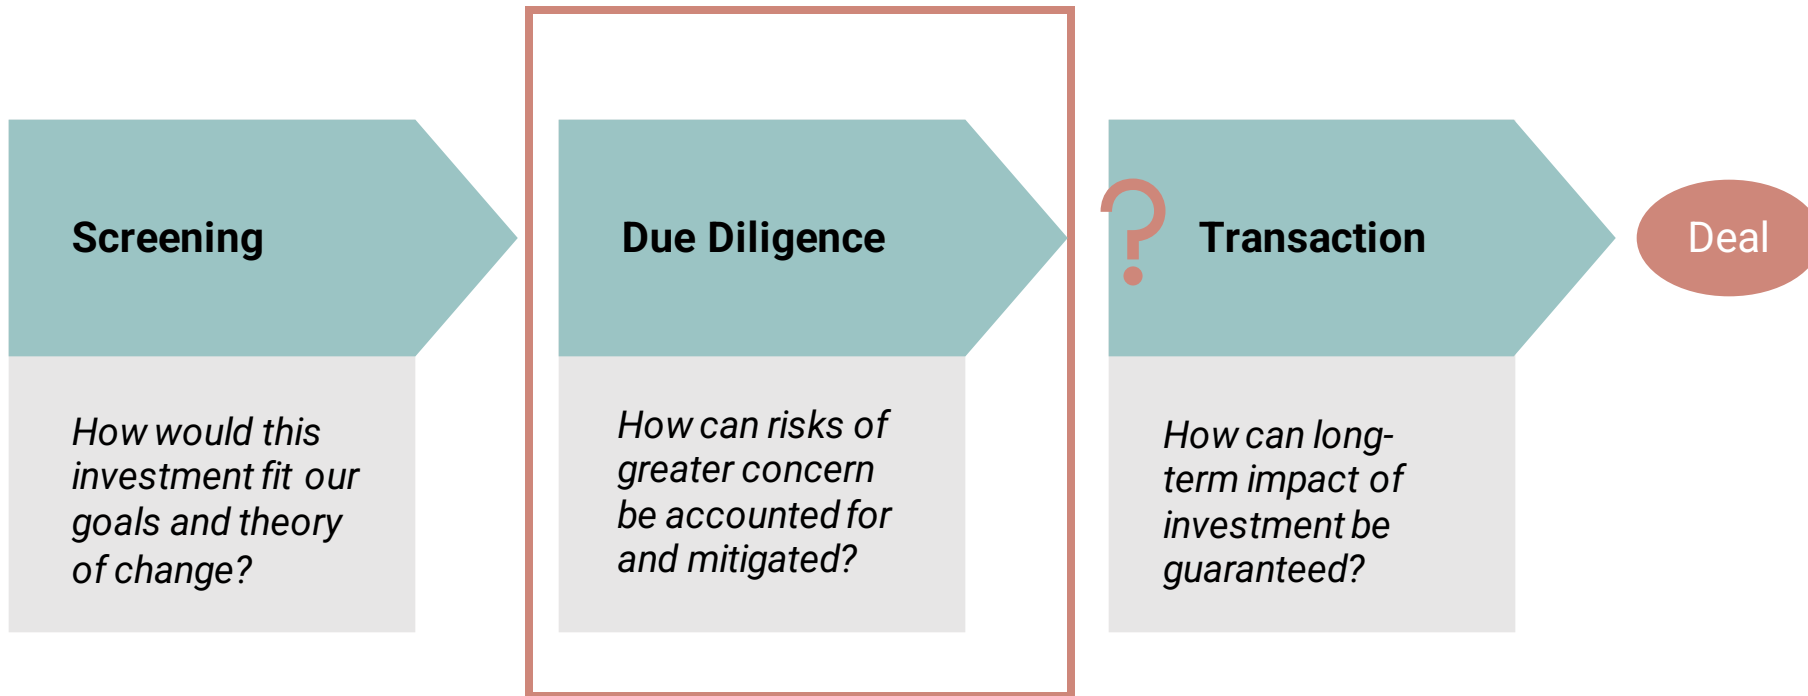 Screening
Due Diligence
?
Transaction
Deal
How would this
investment fit our
goals and theory
of change?
How can risks of
greater concern
be accounted for
and mitigated?
How can long-
term impact of
investment be
guaranteed?